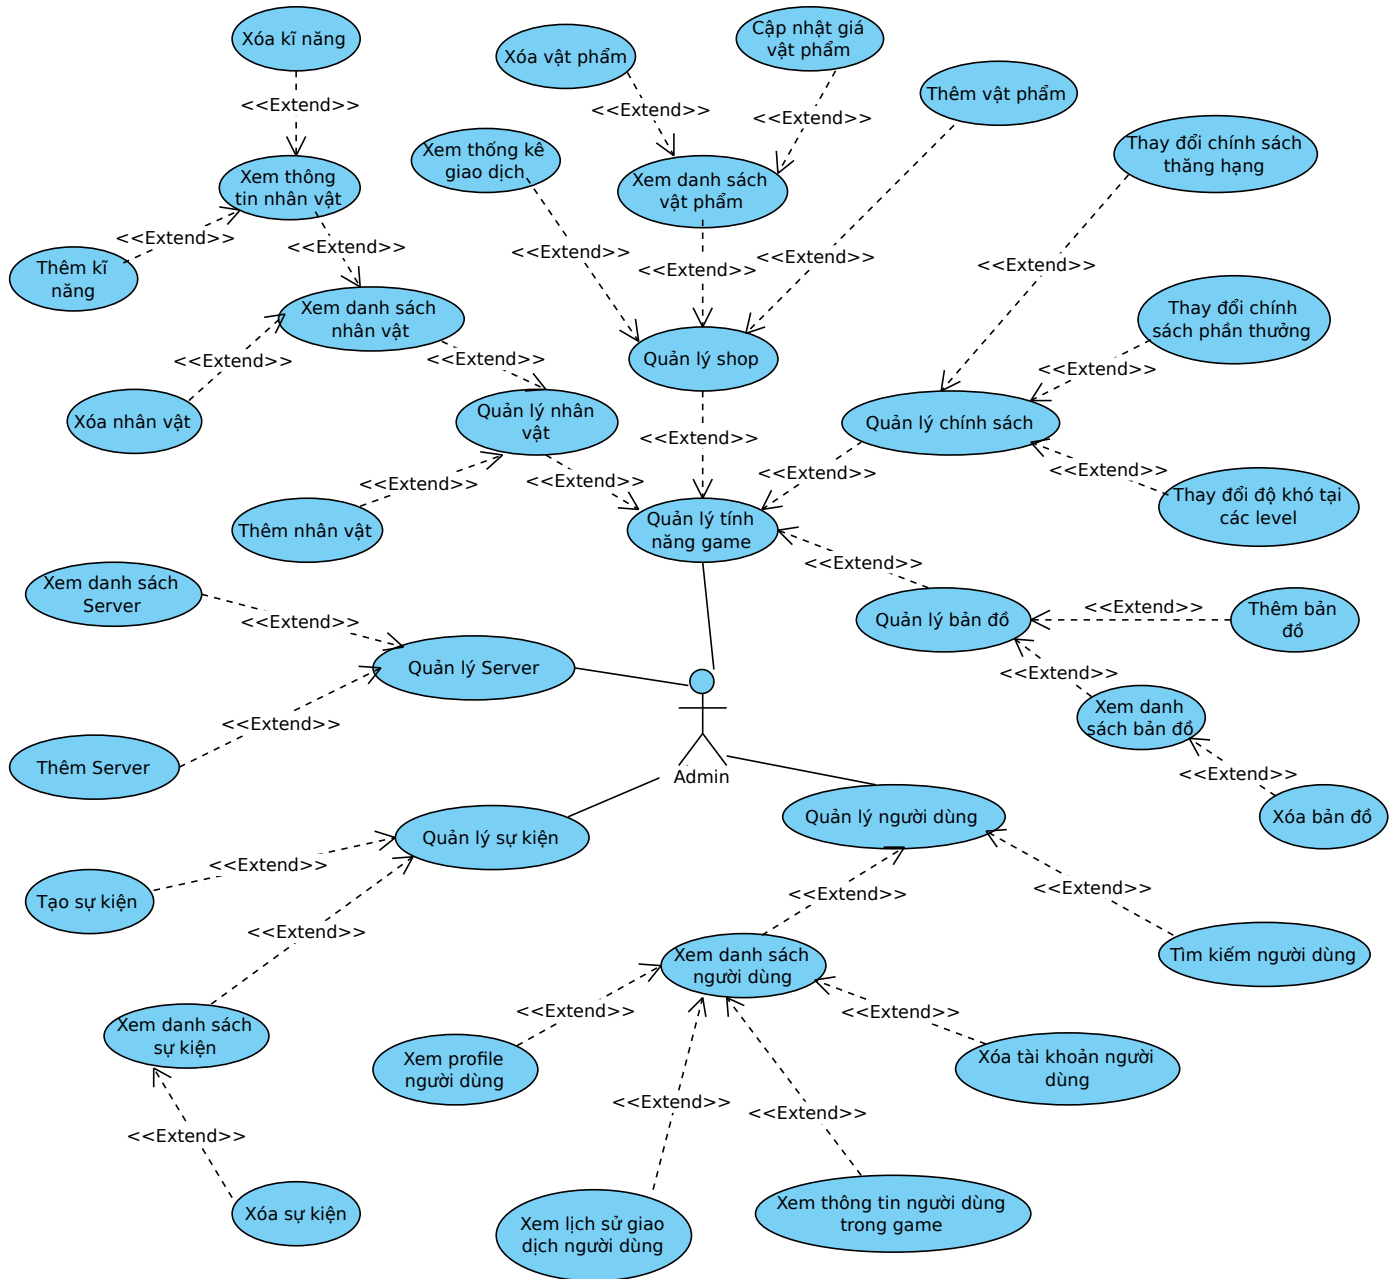 Xóa kĩ năng
Xóa vật phẩm
Cập nhật giá
vật phẩm
Thêm vật phẩm
<<Extend>>
<<Extend>>
<<Extend>>
Xem thống kê
giao dịch
Thay đổi chính sách
thăng hạng
Xem thông
tin nhân vật
Xem danh sách
vật phẩm
<<Extend>>
<<Extend>>
<<Extend>>
<<Extend>>
<<Extend>>
<<Extend>>
Thêm kĩ
năng
Xem danh sách
nhân vật
Thay đổi chính
sách phần thưởng
<<Extend>>
<<Extend>>
Quản lý shop
<<Extend>>
Xóa nhân vật
Quản lý nhân
vật
Quản lý chính sách
<<Extend>>
<<Extend>>
<<Extend>>
<<Extend>>
<<Extend>>
Thêm nhân vật
Quản lý tính
năng game
Thay đổi độ khó tại
các level
<<Extend>>
Xem danh sách
Server
<<Extend>>
Quản lý bản đồ
<<Extend>>
Thêm bản
đồ
Quản lý Server
<<Extend>>
<<Extend>>
Xem danh
sách bản đồ
Thêm Server
Admin
<<Extend>>
Quản lý sự kiện
Quản lý người dùng
Xóa bản đồ
<<Extend>>
Tạo sự kiện
<<Extend>>
<<Extend>>
<<Extend>>
Xem danh sách
người dùng
Tìm kiếm người dùng
<<Extend>>
<<Extend>>
Xem danh sách
sự kiện
Xem profile
người dùng
Xóa tài khoản người
dùng
<<Extend>>
<<Extend>>
<<Extend>>
Xóa sự kiện
Xem lịch sử giao
dịch người dùng
Xem thông tin người dùng
trong game